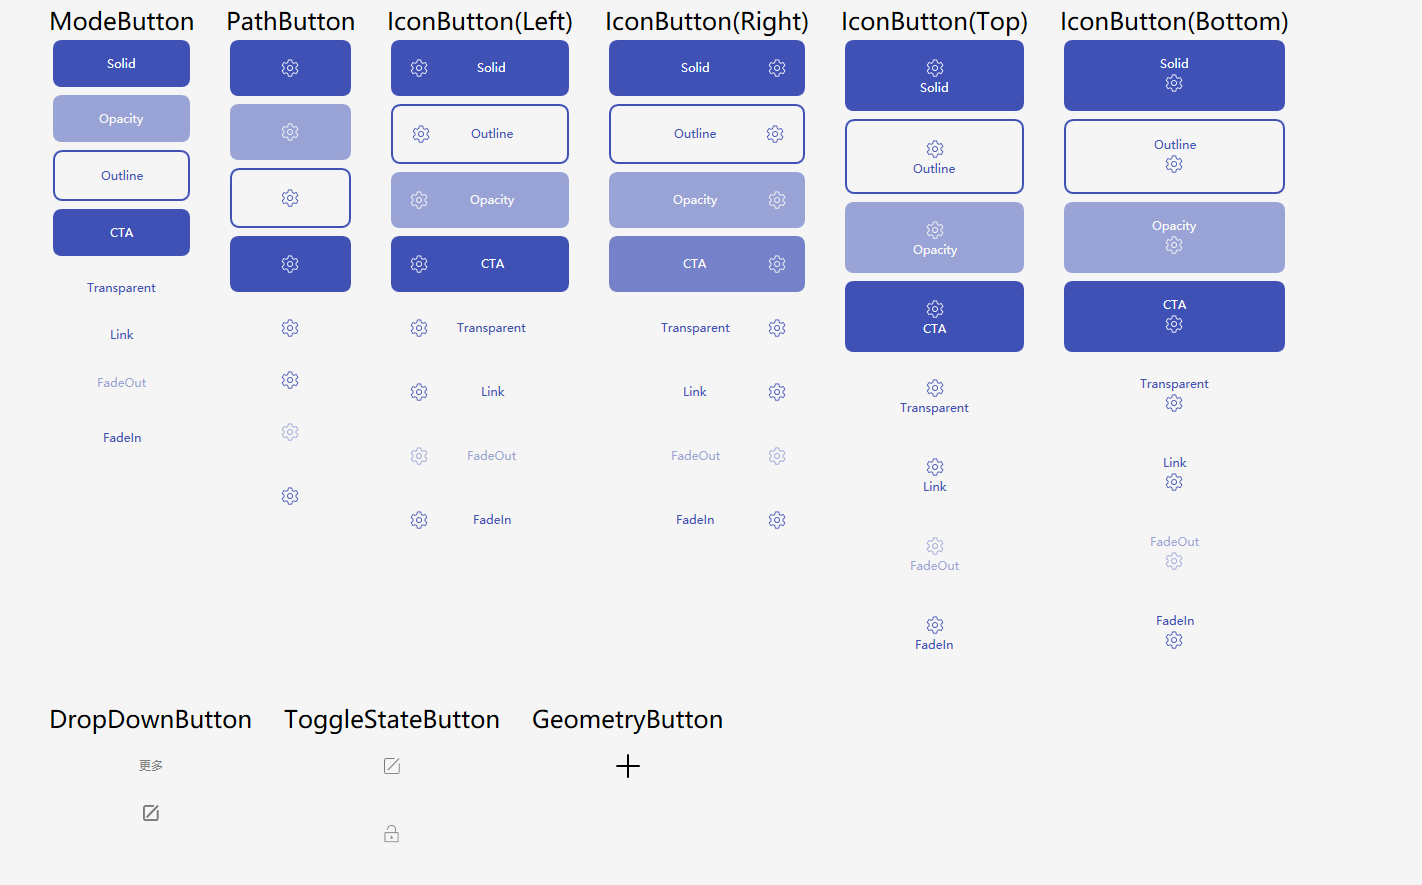 ModeButton
Solid
Opacity
Outline
CTA
Transparent
Link
FadeOut
FadeIn
PathButton
IconButton(Left)
Solid
Outline
Opacity
CTA
Transparent
Link
FadeOut
FadeIn
IconButton(Right)
Solid
Outline
Opacity
CTA
Transparent
Link
FadeOut
FadeIn
IconButton(Top)
Solid
Outline
Opacity
CTA
Transparent
Link
FadeOut
FadeIn
IconButton(Bottom)
Solid
Outline
Opacity
CTA
Transparent
Link
FadeOut
FadeIn
DropDownButton
更多
ToggleStateButton
GeometryButton